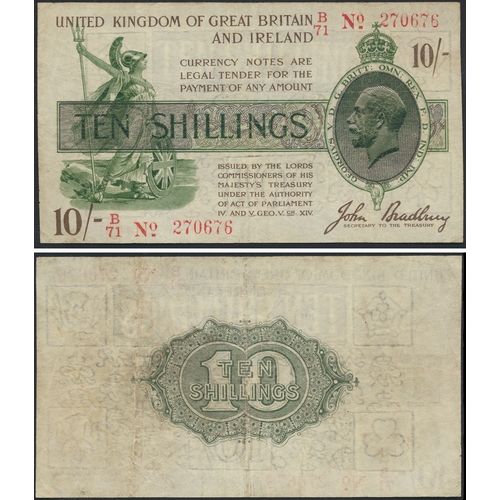 UNITED KINGDOM OF GREAT BRITAIN
AND IRELAND
B/71 No 270676
10/-
CURRENCY NOTES ARE
LEGAL TENDER FOR THE
PAYMENT OF ANY AMOUNT
TEN SHILLINGS
GEORGIVS V. D. G. BRITT: OMN: REX F. D. IND: IMP:
ISSUED BY THE LORDS
COMMISSIONERS OF HIS
MAJESTY'S TREASURY
UNDER THE AUTHORITY
OF ACT OF PARLIAMENT
IV. AND V. GEO. V. CH. XIV.
10/- B/71 No 270676
John Bradbury
SECRETARY TO THE TREASURY
10
TEN
SHILLINGS